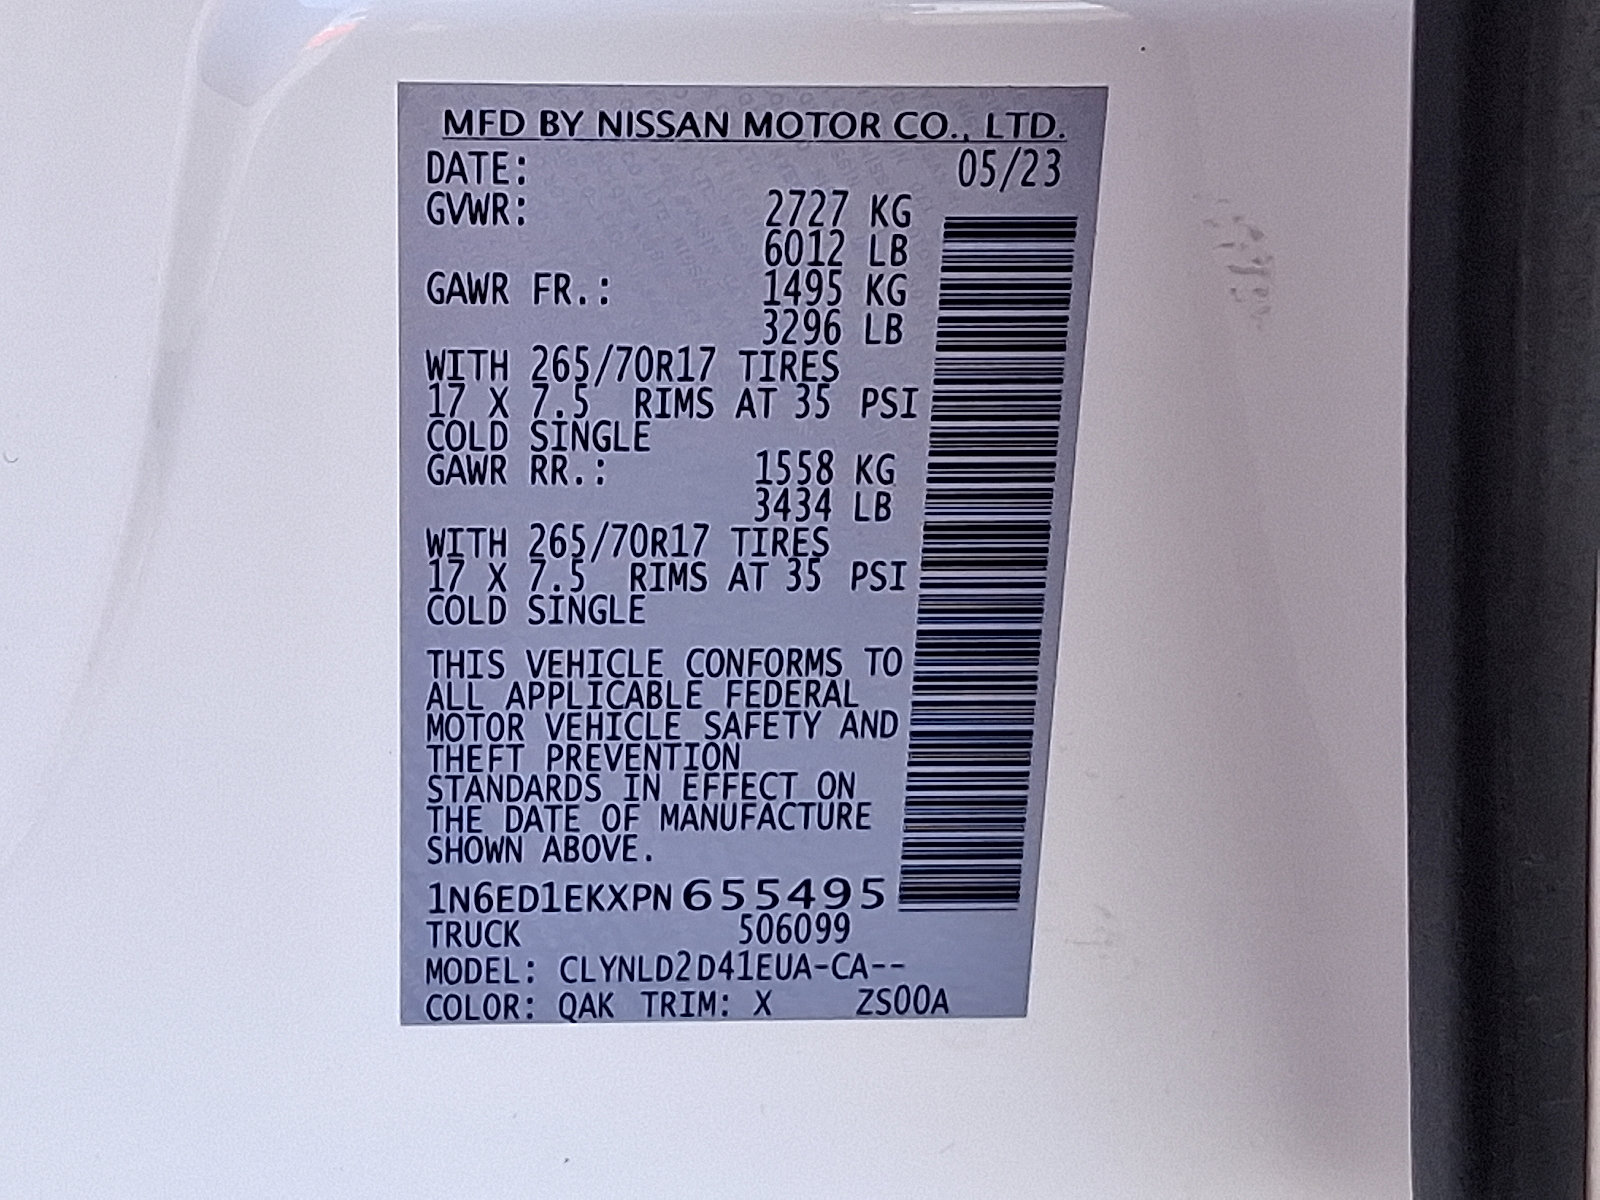 MFD BY NISSAN MOTOR CO., LTD.
DATE: 05/23
GVWR: 2727 KG
6012 LB
GAWR FR.: 1495 KG
3296 LB
WITH 265/70R17 TIRES
17 X 7.5 RIMS AT 35 PSI
COLD SINGLE
GAWR RR.: 1558 KG
3434 LB
WITH 265/70R17 TIRES
17 X 7.5 RIMS AT 35 PSI
COLD SINGLE
THIS VEHICLE CONFORMS TO
ALL APPLICABLE FEDERAL
MOTOR VEHICLE SAFETY AND
THEFT PREVENTION
STANDARDS IN EFFECT ON
THE DATE OF MANUFACTURE
SHOWN ABOVE.
1N6ED1EKXPN655495
TRUCK 506099
MODEL: CLYNLD2D41EUA-CA--
COLOR: QAK TRIM: X ZS00A